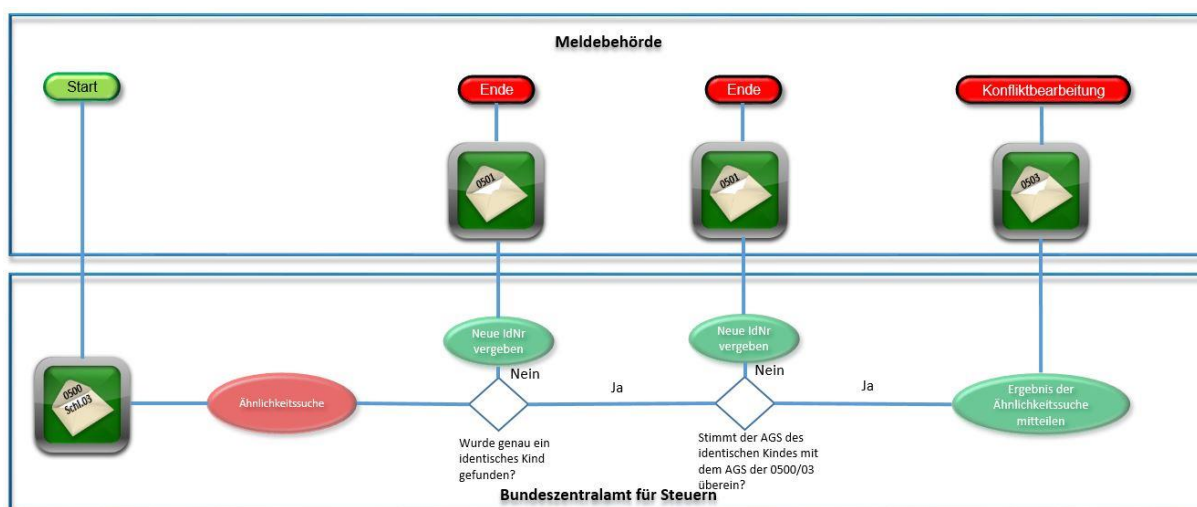 Meldebehörde
Start
Ende
Ende
Konfliktbearbeitung
0501
0501
0503
Neue IdNr
vergeben
Neue IdNr
vergeben
Nein
Nein
0500
Schl.03
Ähnlichkeitssuche
Ja
Ja
Ergebnis der
Ähnlichkeitssuche
mitteilen
Wurde genau ein
identisches Kind
gefunden?
Stimmt der AGS des
identischen Kindes mit
dem AGS der 0500/03
überein?
Bundeszentralamt für Steuern